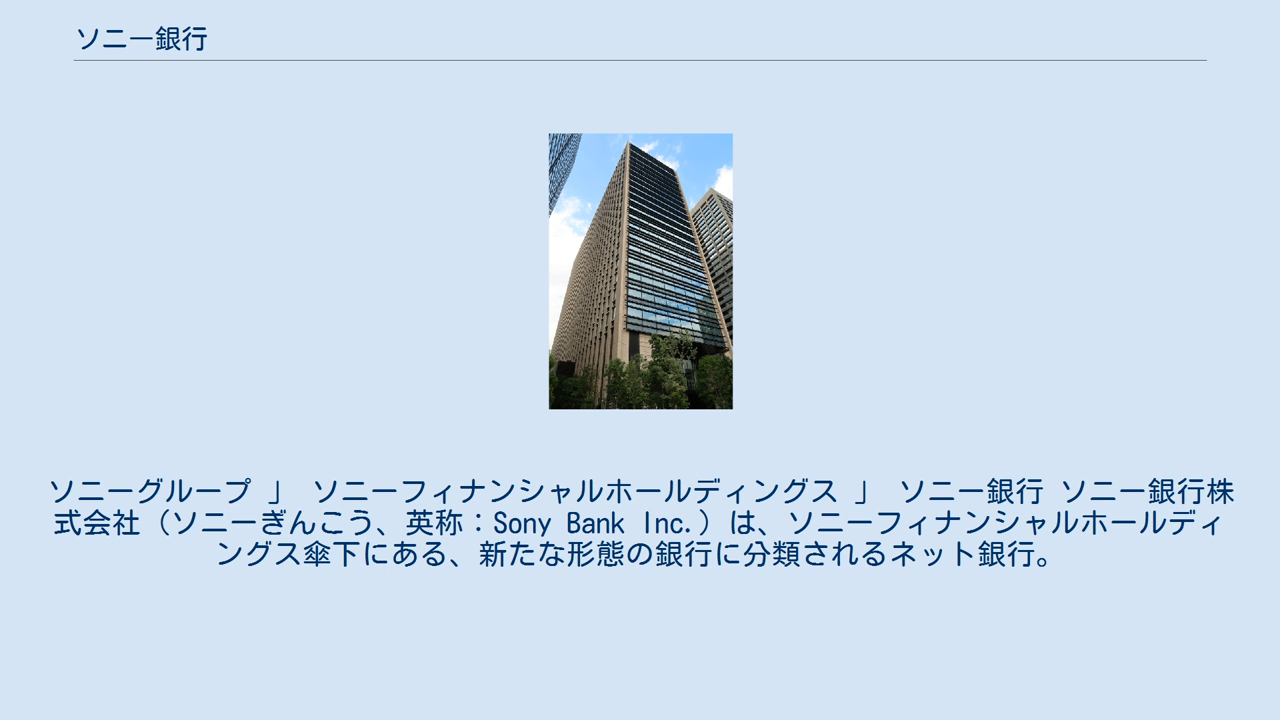 ソニー銀行
ソニーグループ 」 ソニーフィナンシャルホールディングス 」 ソニー銀行 ソニー銀行株
式会社（ソニーぎんこう、英称：Sony Bank Inc.）は、ソニーフィナンシャルホールディ
ングス傘下にある、新たな形態の銀行に分類されるネット銀行。